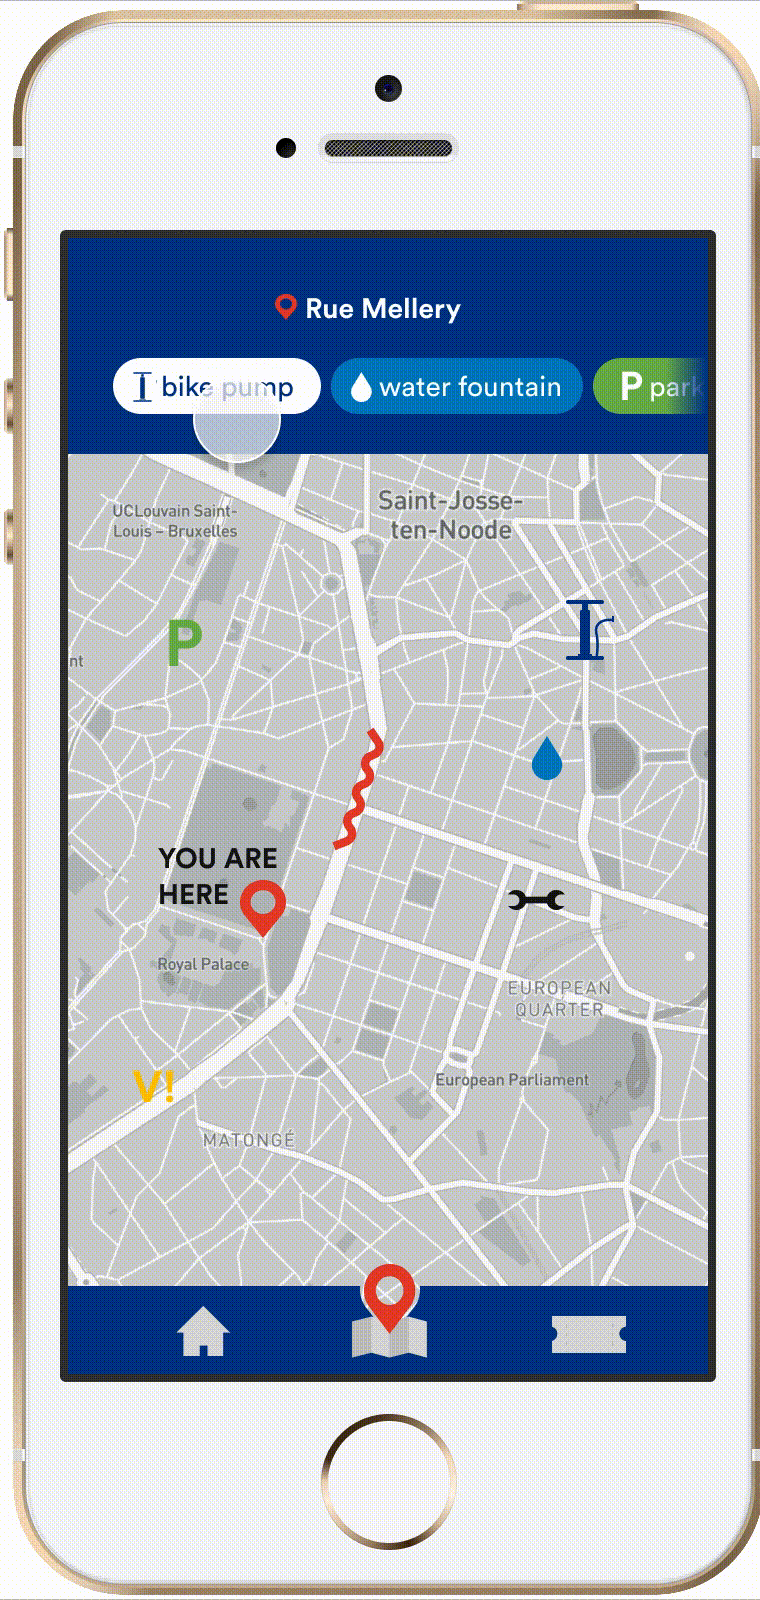 Rue Mellery
bike pump
water fountain
P park
UCLouvain Saint-
Louis – Bruxelles
Saint-Josse-
ten-Noode
P
nt
YOU ARE
HERE
Royal Palace
EUROPEAN
QUARTER
V!
European Parliament
MATONGÉ